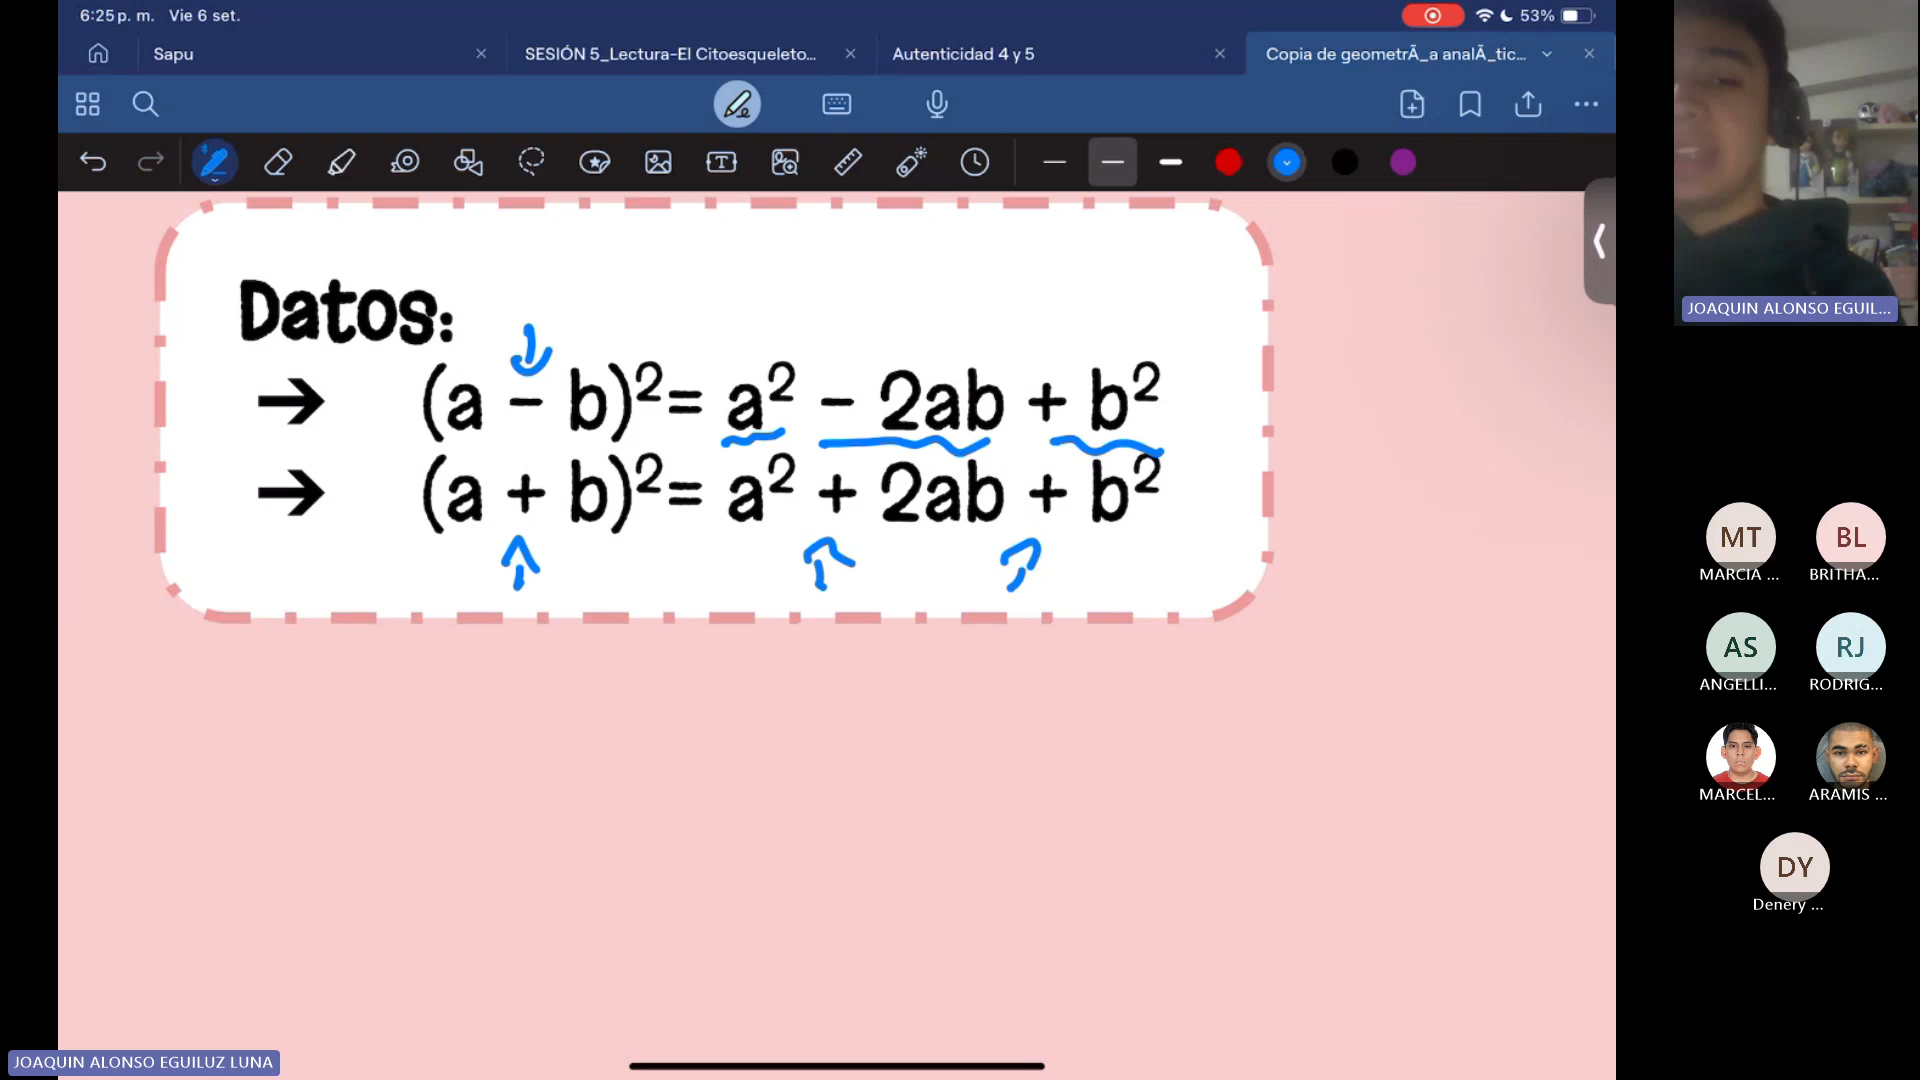 6:25 p. m. Vie 6 set.
53%
Sapu
SESIÓN 5_Lectura-El Citoesqueleto...
Autenticidad 4 y 5
Copia de geometrÃ_a analÃ_tic...
Datos:
→ (a - b)²= a² - 2ab + b²
→ (a + b)²= a² + 2ab + b²
JOAQUIN ALONSO EGUIL...
MT
MARCIA ...
BL
BRITHA...
AS
ANGELLI...
RJ
RODRIG...
MARCEL...
ARAMIS ...
DY
Denery ...
JOAQUIN ALONSO EGUILUZ LUNA